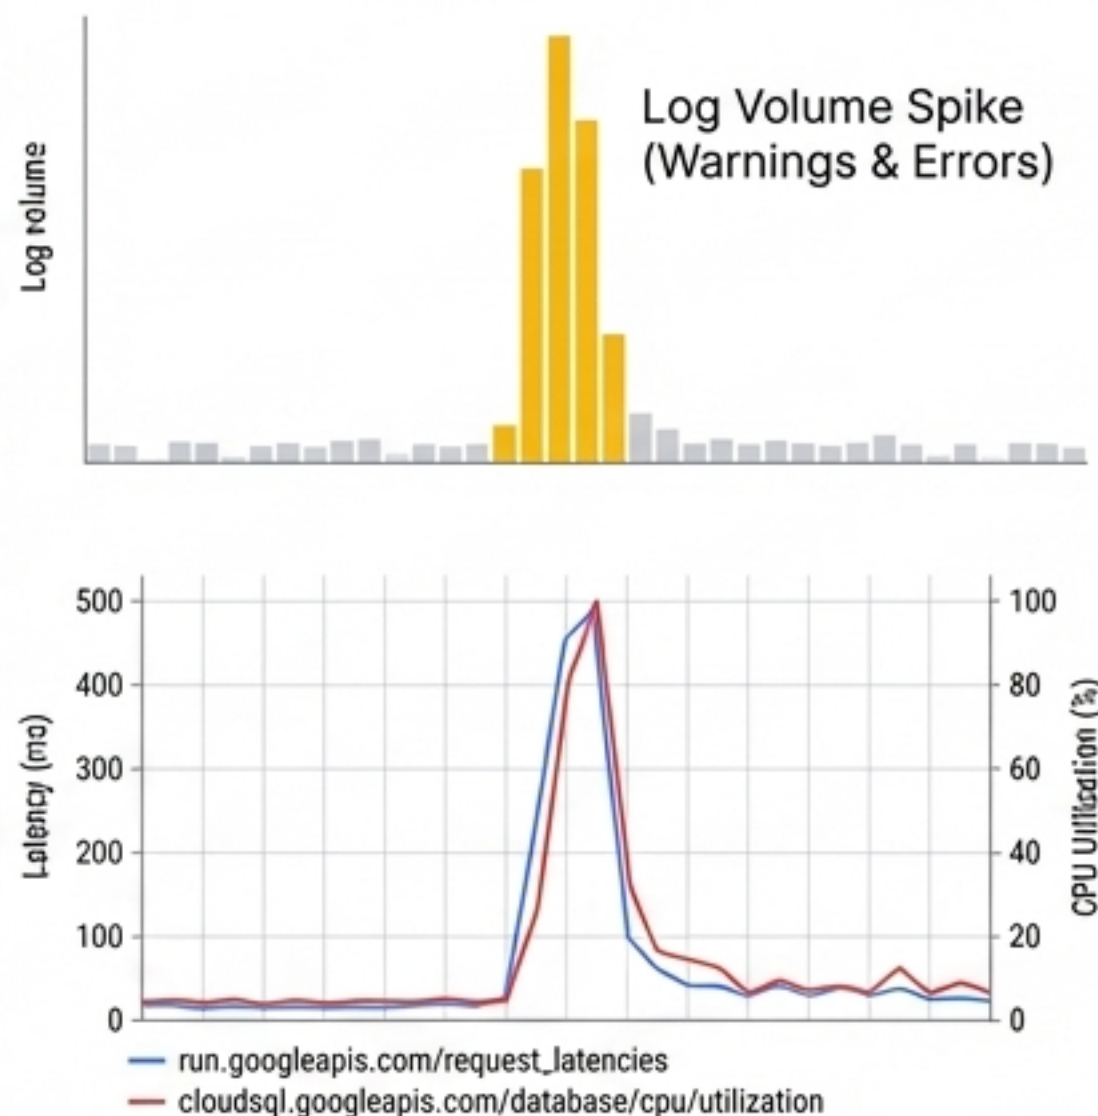 Log Volume Spike
(Warnings & Errors)
Log volume
500
400
300
200
100
0
100
80
60
40
20
0
CPU
run.googleapis.com/request_latencies
cloudsql.googleapis.com/database/cpu/utilization